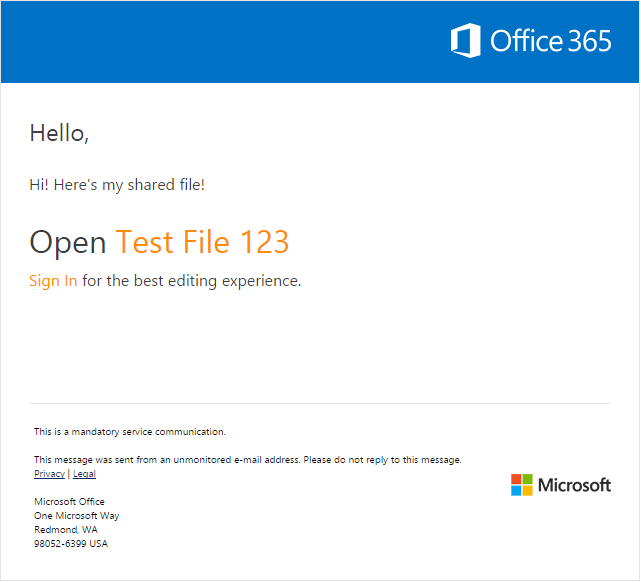 Office 365
Hello,
Hi! Here's my shared file!
Open Test File 123
Sign In for the best editing experience.
This is a mandatory service communication.
This message was sent from an unmonitored e-mail address. Please do not reply to this message.
Privacy | Legal
Microsoft Office
One Microsoft Way
Redmond, WA
98052-6399 USA
Microsoft